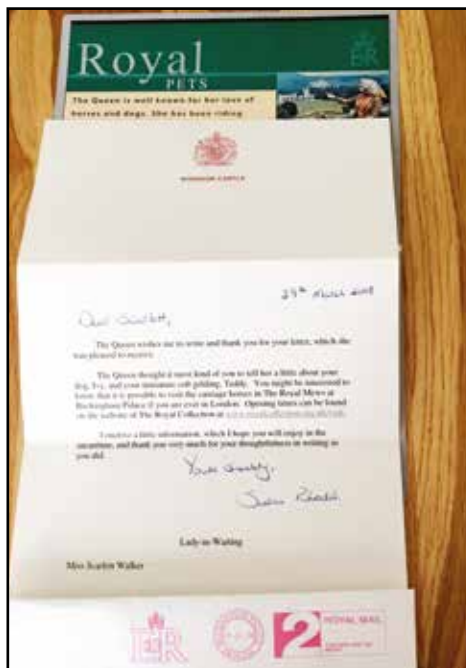 Royal
PETS
E R
The Queen is well known for her love of
horses and dogs. She has been riding
WINDSOR CASTLE
29th March
Dear Scarlett,
The Queen wishes me to write and thank you for your letter, which she
was pleased to receive.
The Queen thought it most kind of you to tell her a little about your
dog, and your miniature cob gelding, Teddy. You might be interested to
know that it is possible to visit the carriage horses in The Royal Mews at
Buckingham Palace if you are ever in London. Opening times can be found
on the website of The Royal Collection at
I enclose a little information, which I hope you will enjoy in the
meantime, and thank you very much for your thoughtfulness in writing as
you did.
Yours sincerely,
Susan
Lady-in-Waiting
Miss Scarlett Walker
E R
2
ROYAL MAIL